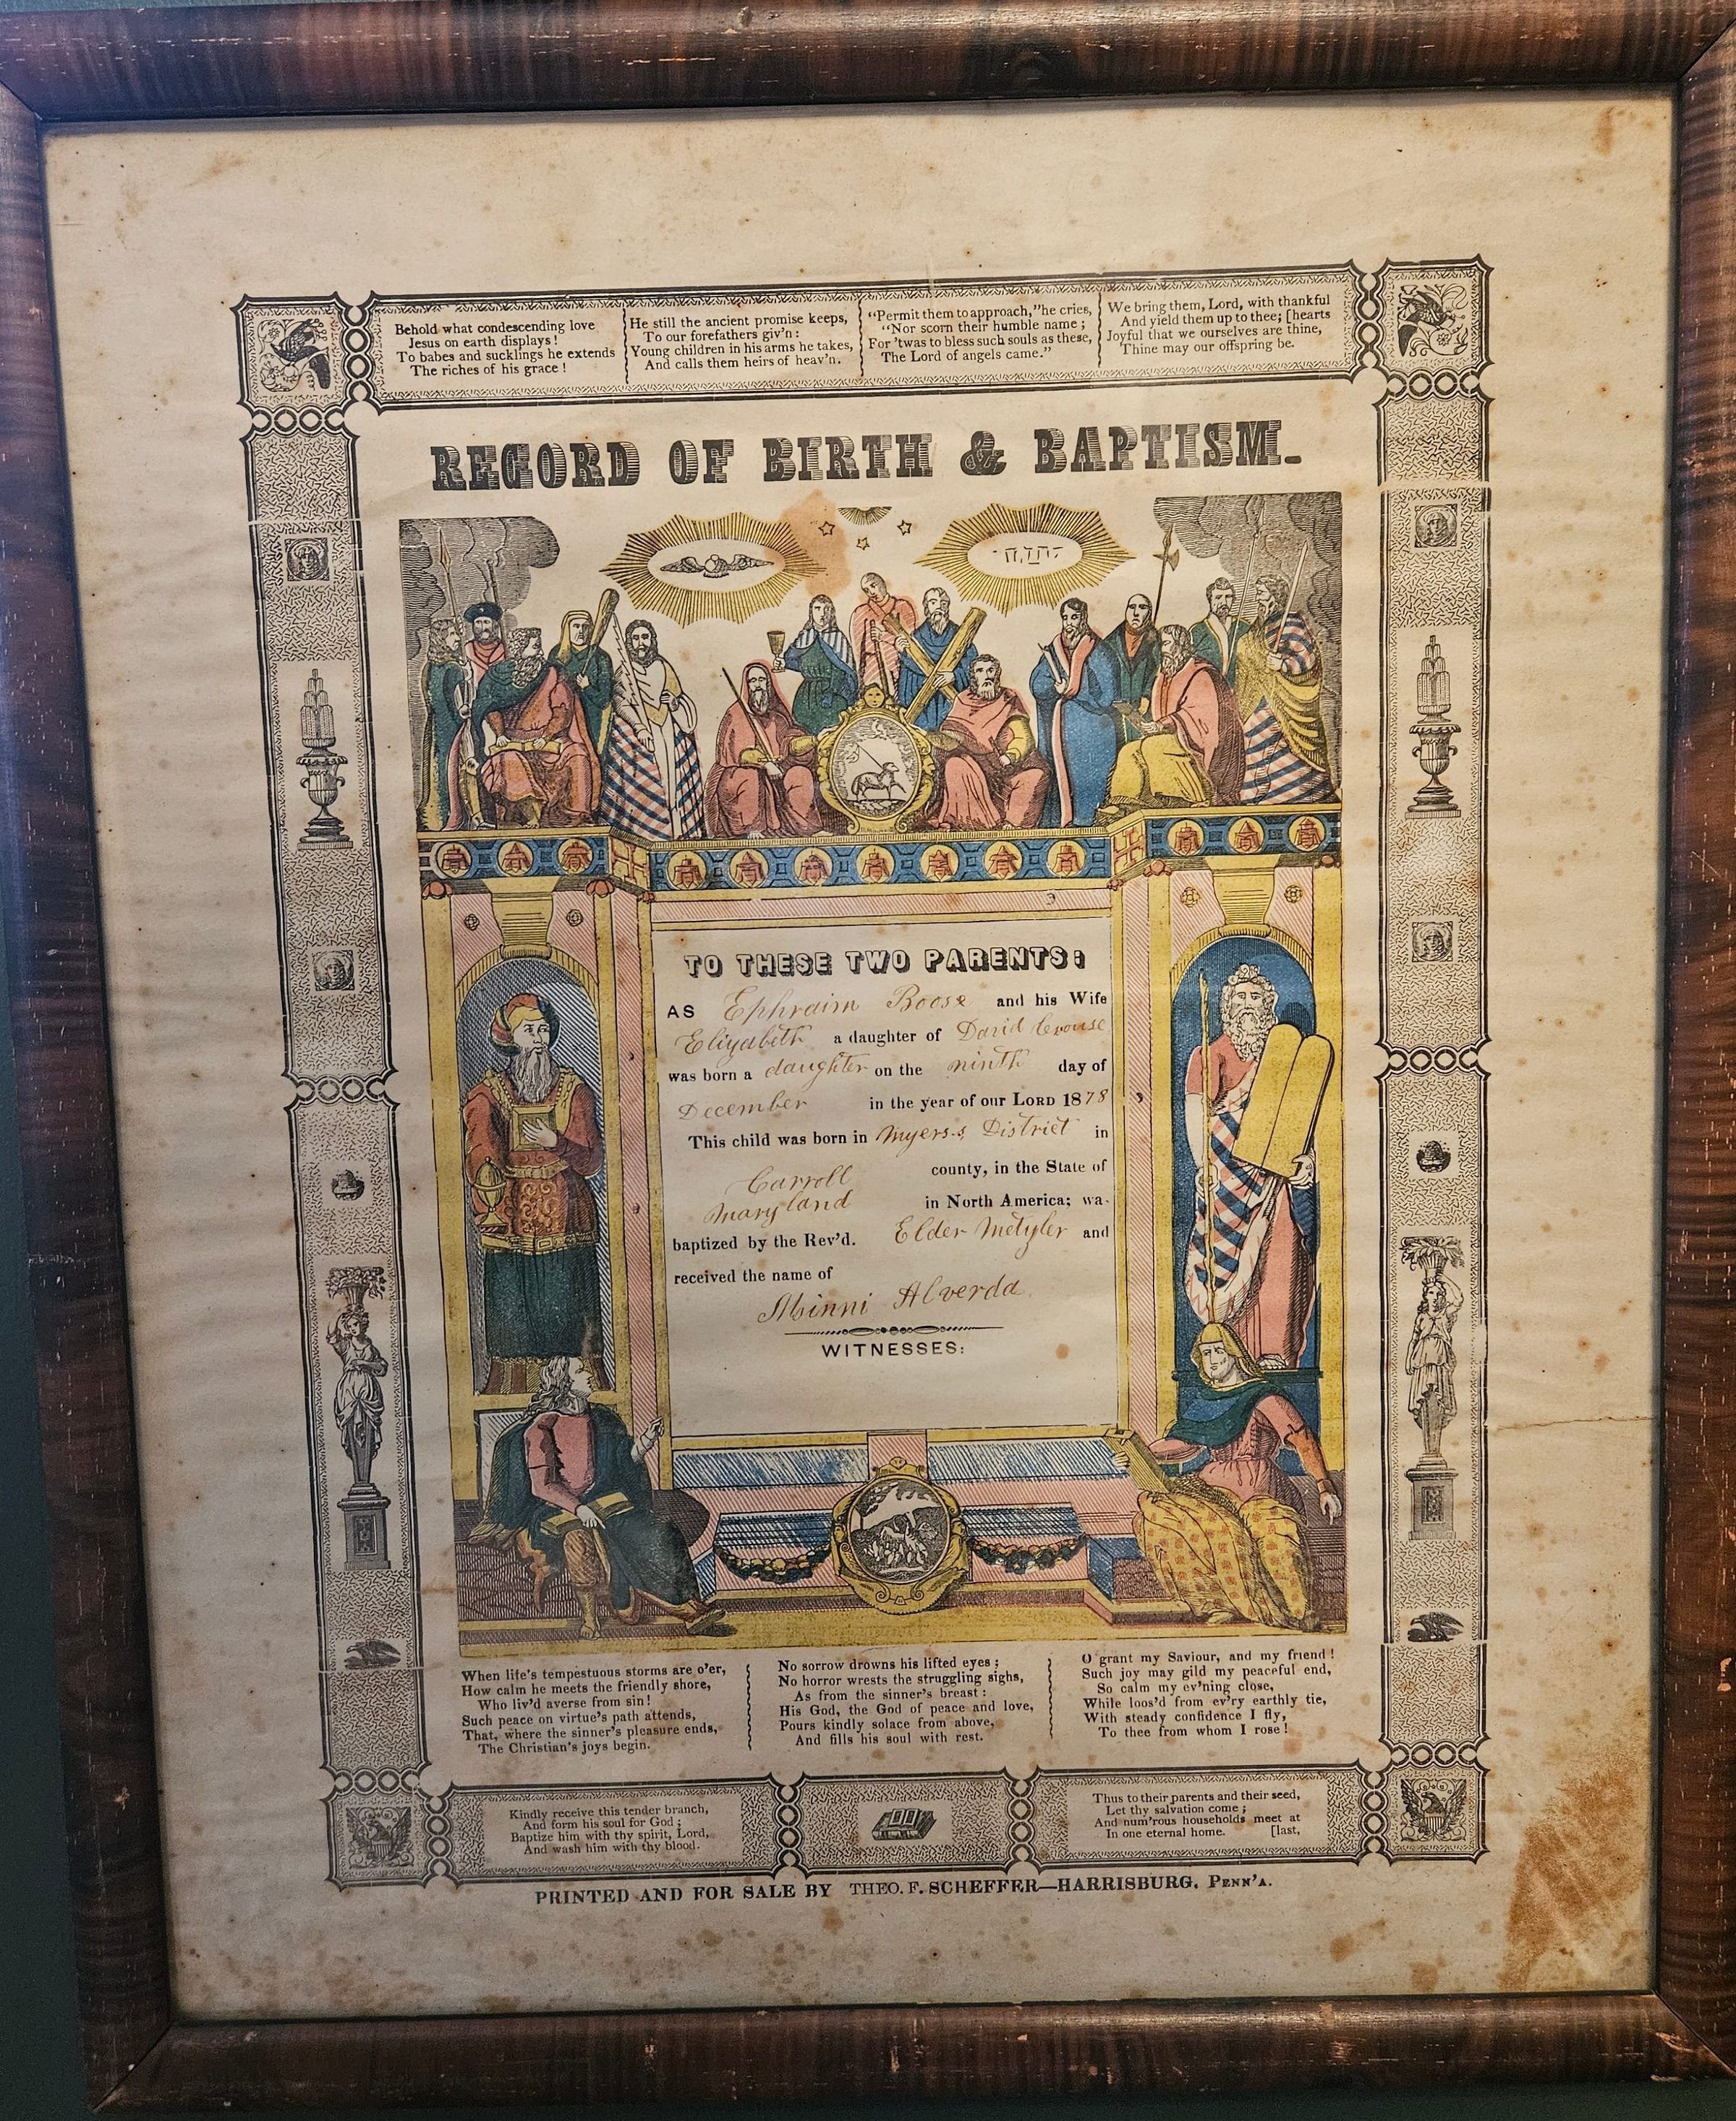 Behold what condescending love
Jesus on earth displays!
To babes and sucklings he extends
The riches of his grace!
He still the ancient promise keeps,
To our forefathers giv'n:
Young children in his arms he takes,
And calls them heirs of heav'n.
"Permit them to approach," he cries,
"Nor scorn their humble name;
For 'twas to bless such souls as these,
The Lord of angels came."
We bring them, Lord, with thankful
And yield them up to thee; [hearts
Joyful that we ourselves are thine,
Thine may our offspring be.
RECORD OF BIRTH & BAPTISM.
TO THESE TWO PARENTS:
AS Ephraim Boose and his Wife
Elizabeth a daughter of David Crouse
was born a daughter on the ninth day of
December in the year of our LORD 1878
This child was born in Myers's District in
Carroll county, in the State of
Maryland in North America; wa
baptized by the Rev'd. Elder Metzler and
received the name of
Minni Alverda
WITNESSES:
When life's tempestuous storms are o'er,
How calm he meets the friendly shore,
Who liv'd averse from sin!
Such peace on virtue's path attends,
That, where the sinner's pleasure ends,
The Christian's joys begin.
No sorrow drowns his lifted eyes;
No horror wrests the struggling sighs,
As from the sinner's breast:
His God, the God of peace and love,
Pours kindly solace from above,
And fills his soul with rest.
O grant my Saviour, and my friend!
Such joy may gild my peaceful end,
So calm my ev'ning close,
While loos'd from ev'ry earthly tie,
With steady confidence I fly,
To thee from whom I rose!
Kindly receive this tender branch,
And form his soul for God;
Baptize him with thy spirit, Lord,
And wash him with thy blood.
Thus to their parents and their seed,
Let thy salvation come;
And num'rous households meet at
In one eternal home. [last,
PRINTED AND FOR SALE BY THEO. F. SCHEFFER—HARRISBURG, PENN'A.